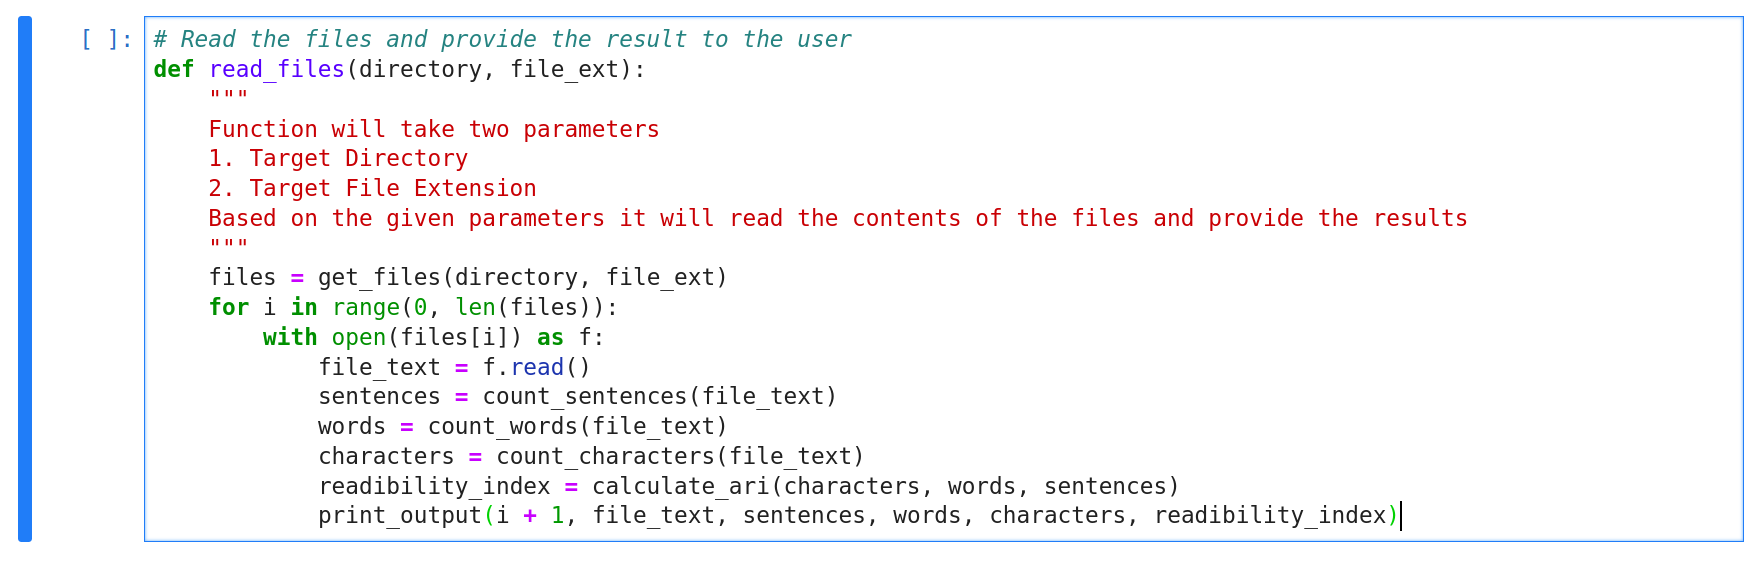 [ ]: # Read the files and provide the result to the user
def read_files(directory, file_ext):
    """
    Function will take two parameters
    1. Target Directory
    2. Target File Extension
    Based on the given parameters it will read the contents of the files and provide the results
    """
    files = get_files(directory, file_ext)
    for i in range(0, len(files)):
        with open(files[i]) as f:
            file_text = f.read()
            sentences = count_sentences(file_text)
            words = count_words(file_text)
            characters = count_characters(file_text)
            readibility_index = calculate_ari(characters, words, sentences)
            print_output(i + 1, file_text, sentences, words, characters, readibility_index)